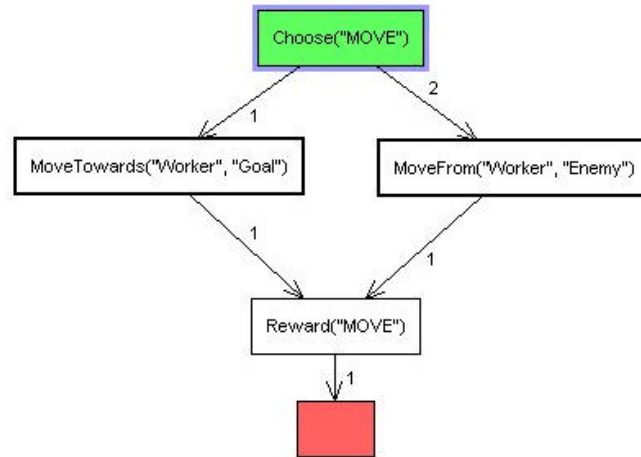 Choose("MOVE")
1
2
MoveTowards("Worker", "Goal")
MoveFrom("Worker", "Enemy")
1
1
Reward("MOVE")
1